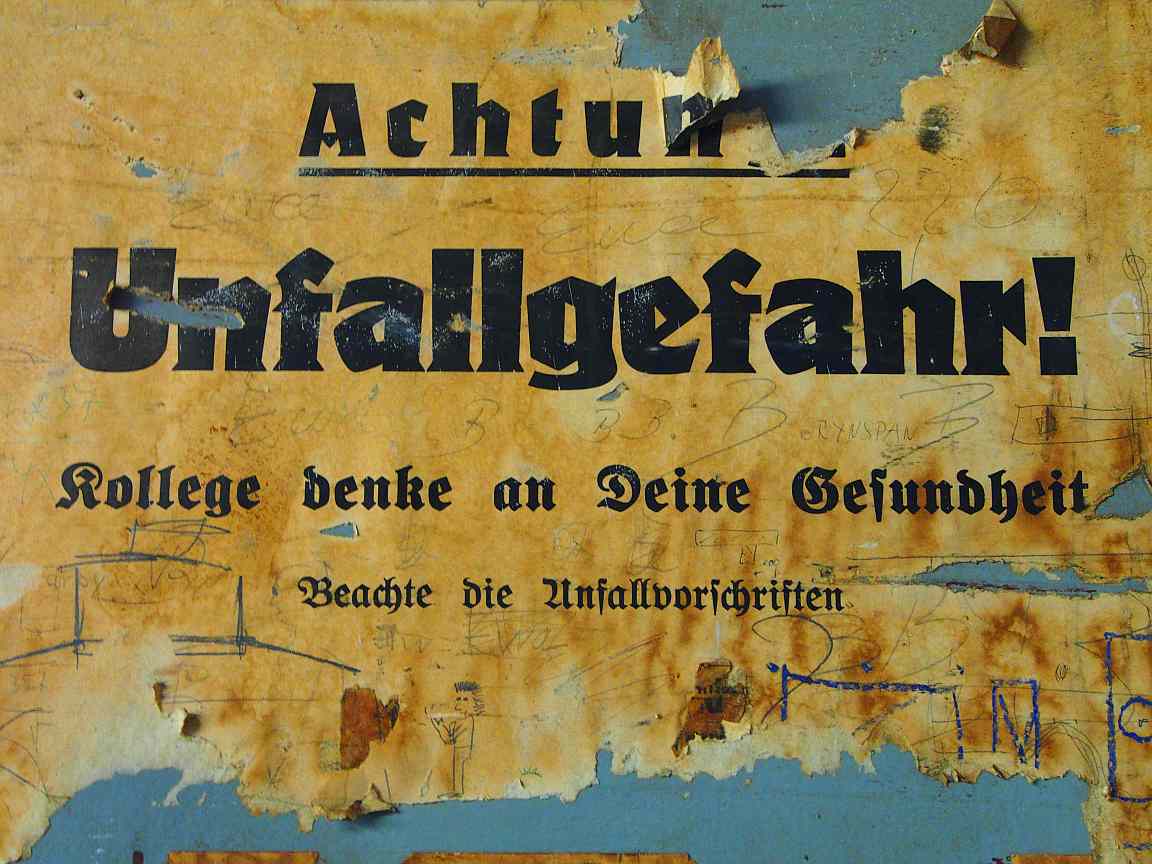 Achtun
Unfallgefahr!
Kollege denke an Deine Gesundheit
Beachte die Unfallvorschriften